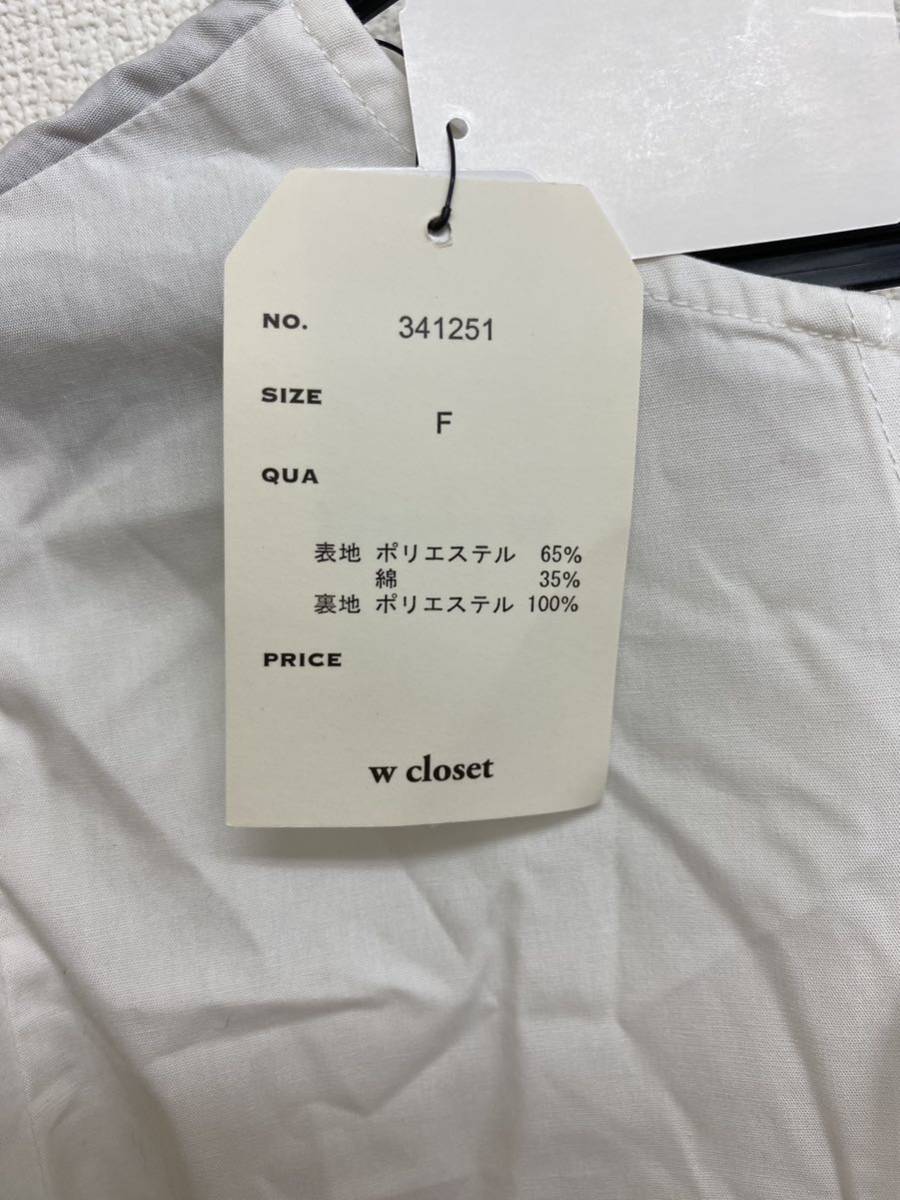 NO. 341251
SIZE
F
QUA
表地 ポリエステル 65%
綿 35%
裏地 ポリエステル 100%
PRICE
w closet